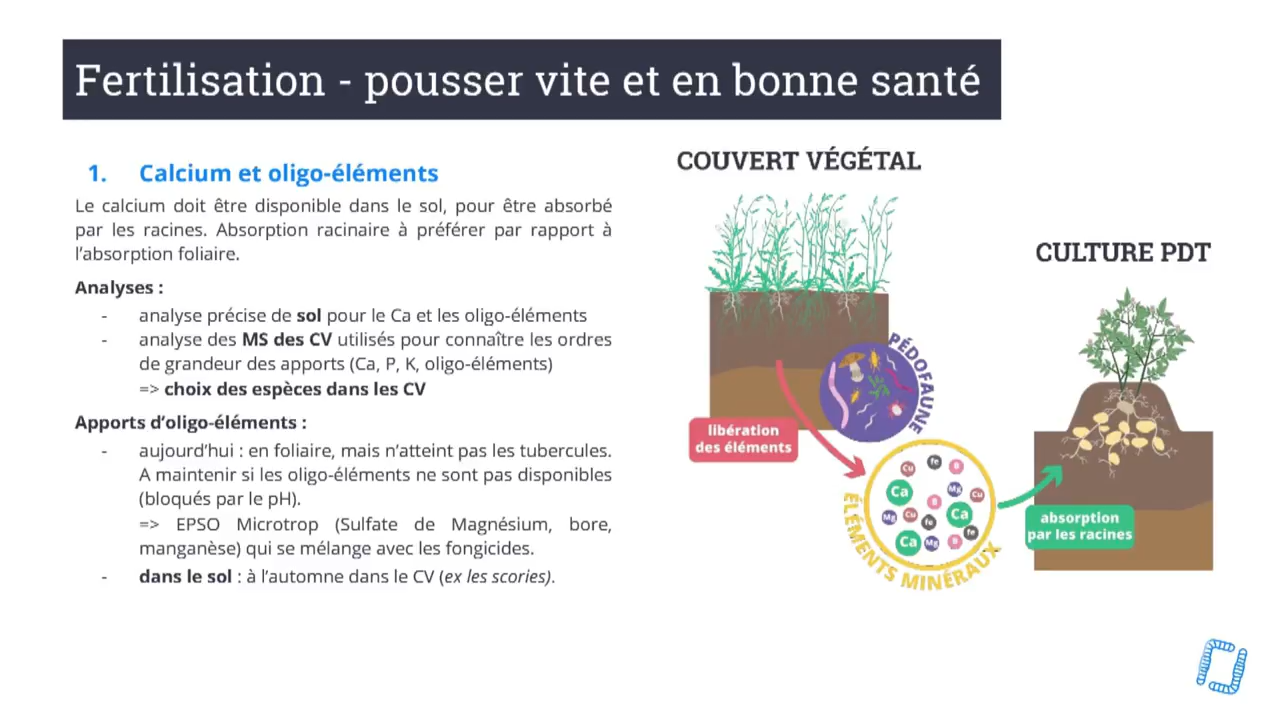 Fertilisation - pousser vite et en bonne santé
1. Calcium et oligo-éléments
Le calcium doit être disponible dans le sol, pour être absorbé
par les racines. Absorption racinaire à préférer par rapport à
l'absorption foliaire.
Analyses :
- analyse précise de sol pour le Ca et les oligo-éléments
- analyse des MS des CV utilisés pour connaître les ordres
de grandeur des apports (Ca, P, K, oligo-éléments)
=> choix des espèces dans les CV
Apports d'oligo-éléments :
- aujourd'hui : en foliaire, mais n'atteint pas les tubercules.
A maintenir si les oligo-éléments ne sont pas disponibles
(bloqués par le pH).
=> EPSO Microtrop (Sulfate de Magnésium, bore,
manganèse) qui se mélange avec les fongicides.
- dans le sol : à l'automne dans le CV (ex les scories).
COUVERT VÉGÉTAL
PÉDOFAUNE
libération
des éléments
Cu Fe B
Ca Mg Cu
B
Mg Cu Fe Ca
Ca Mg B Fe
ÉLÉMENTS MINÉRAUX
CULTURE PDT
absorption
par les racines